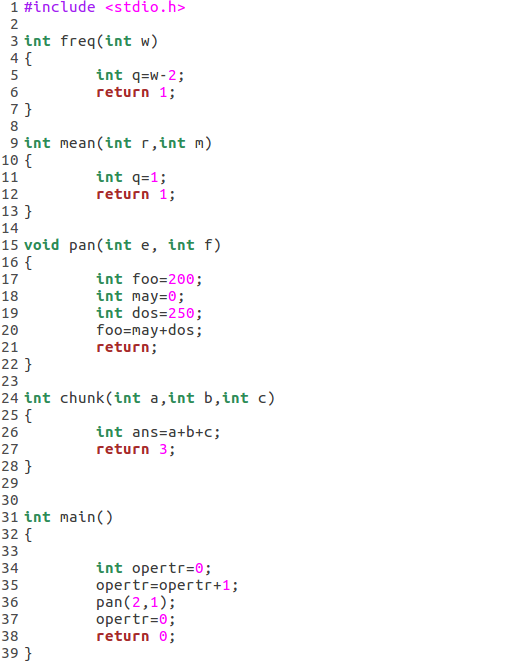 1 #include <stdio.h>
2
3 int freq(int w)
4 {
5         int q=w-2;
6         return 1;
7 }
8
9 int mean(int r,int m)
10 {
11         int q=1;
12         return 1;
13 }
14
15 void pan(int e, int f)
16 {
17         int foo=200;
18         int may=0;
19         int dos=250;
20         foo=may+dos;
21         return;
22 }
23
24 int chunk(int a,int b,int c)
25 {
26         int ans=a+b+c;
27         return 3;
28 }
29
30
31 int main()
32 {
33
34         int opertr=0;
35         opertr=opertr+1;
36         pan(2,1);
37         opertr=0;
38         return 0;
39 }